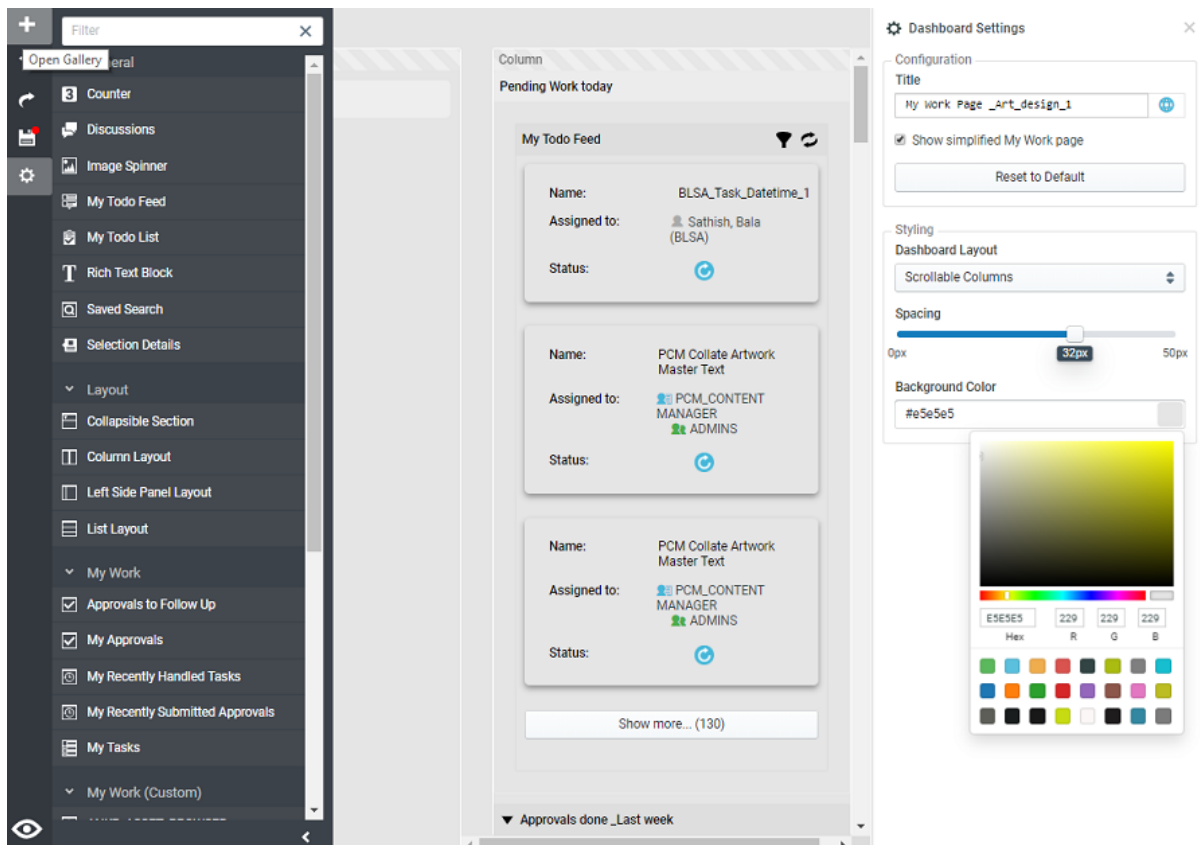 Filter
Open Gallery
eral
3 Counter
Discussions
Image Spinner
My Todo Feed
My Todo List
T Rich Text Block
Saved Search
Selection Details
Layout
Collapsible Section
Column Layout
Left Side Panel Layout
List Layout
My Work
Approvals to Follow Up
My Approvals
My Recently Handled Tasks
My Recently Submitted Approvals
My Tasks
My Work (Custom)
Column
Pending Work today
My Todo Feed
Name: BLSA_Task_Datetime_1
Assigned to: Sathish, Bala
(BLSA)
Status:
Name: PCM Collate Artwork
Master Text
Assigned to: PCM_CONTENT
MANAGER
ADMINS
Status:
Name: PCM Collate Artwork
Master Text
Assigned to: PCM_CONTENT
MANAGER
ADMINS
Status:
Show more... (130)
Approvals done _Last week
Dashboard Settings
Configuration
Title
My Work Page _Art_design_1
Show simplified My Work page
Reset to Default
Styling
Dashboard Layout
Scrollable Columns
Spacing
0px 32px 50px
Background Color
#e5e5e5
E5E5E5 229 229 229
Hex R G B